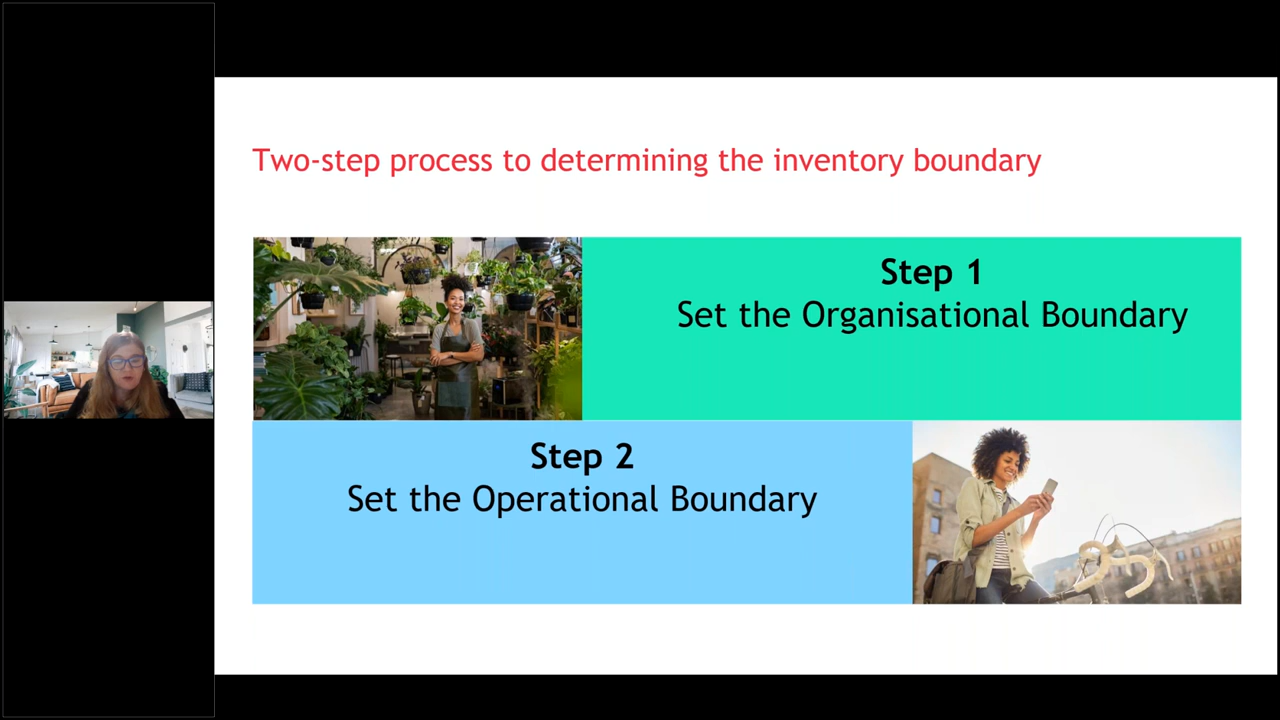 Two-step process to determining the inventory boundary
Step 1
Set the Organisational Boundary
Step 2
Set the Operational Boundary